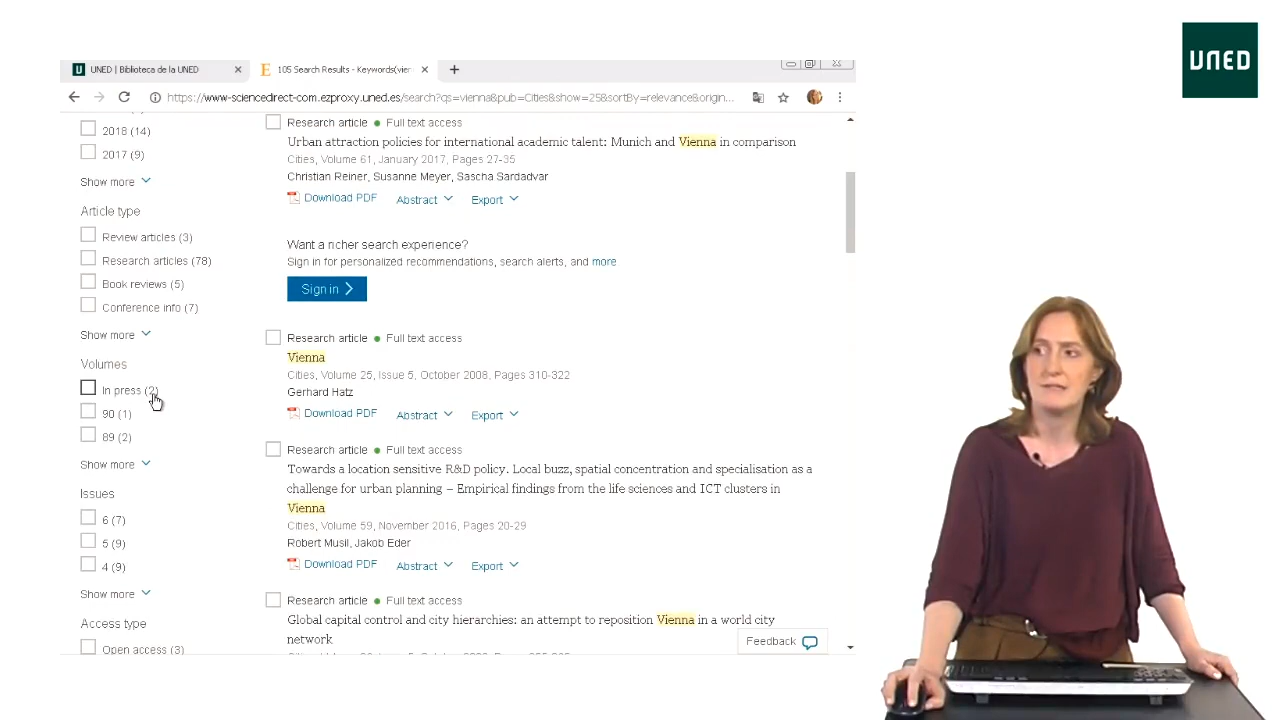 UNED
UNED | Biblioteca de la UNED
105 Search Results - Keywords(vien
https://www-sciencedirect-com.ezproxy.uned.es/search?qs=vienna&pub=Cities&show=25&sortBy=relevance&origin...
2018 (14)
2017 (9)
Show more
Article type
Review articles (3)
Research articles (78)
Book reviews (5)
Conference info (7)
Show more
Volumes
In press (2)
90 (1)
89 (2)
Show more
Issues
6 (7)
5 (9)
4 (9)
Show more
Access type
Open access (3)
Research article Full text access
Urban attraction policies for international academic talent: Munich and Vienna in comparison
Cities, Volume 61, January 2017, Pages 27-35
Christian Reiner, Susanne Meyer, Sascha Sardadvar
Download PDF Abstract Export
Want a richer search experience?
Sign in for personalized recommendations, search alerts, and more
Sign in
Research article Full text access
Vienna
Cities, Volume 25, Issue 5, October 2008, Pages 310-322
Gerhard Hatz
Download PDF Abstract Export
Research article Full text access
Towards a location sensitive R&D policy. Local buzz, spatial concentration and specialisation as a
challenge for urban planning – Empirical findings from the life sciences and ICT clusters in
Vienna
Cities, Volume 59, November 2016, Pages 20-29
Robert Musil, Jakob Eder
Download PDF Abstract Export
Research article Full text access
Global capital control and city hierarchies: an attempt to reposition Vienna in a world city
network
Feedback